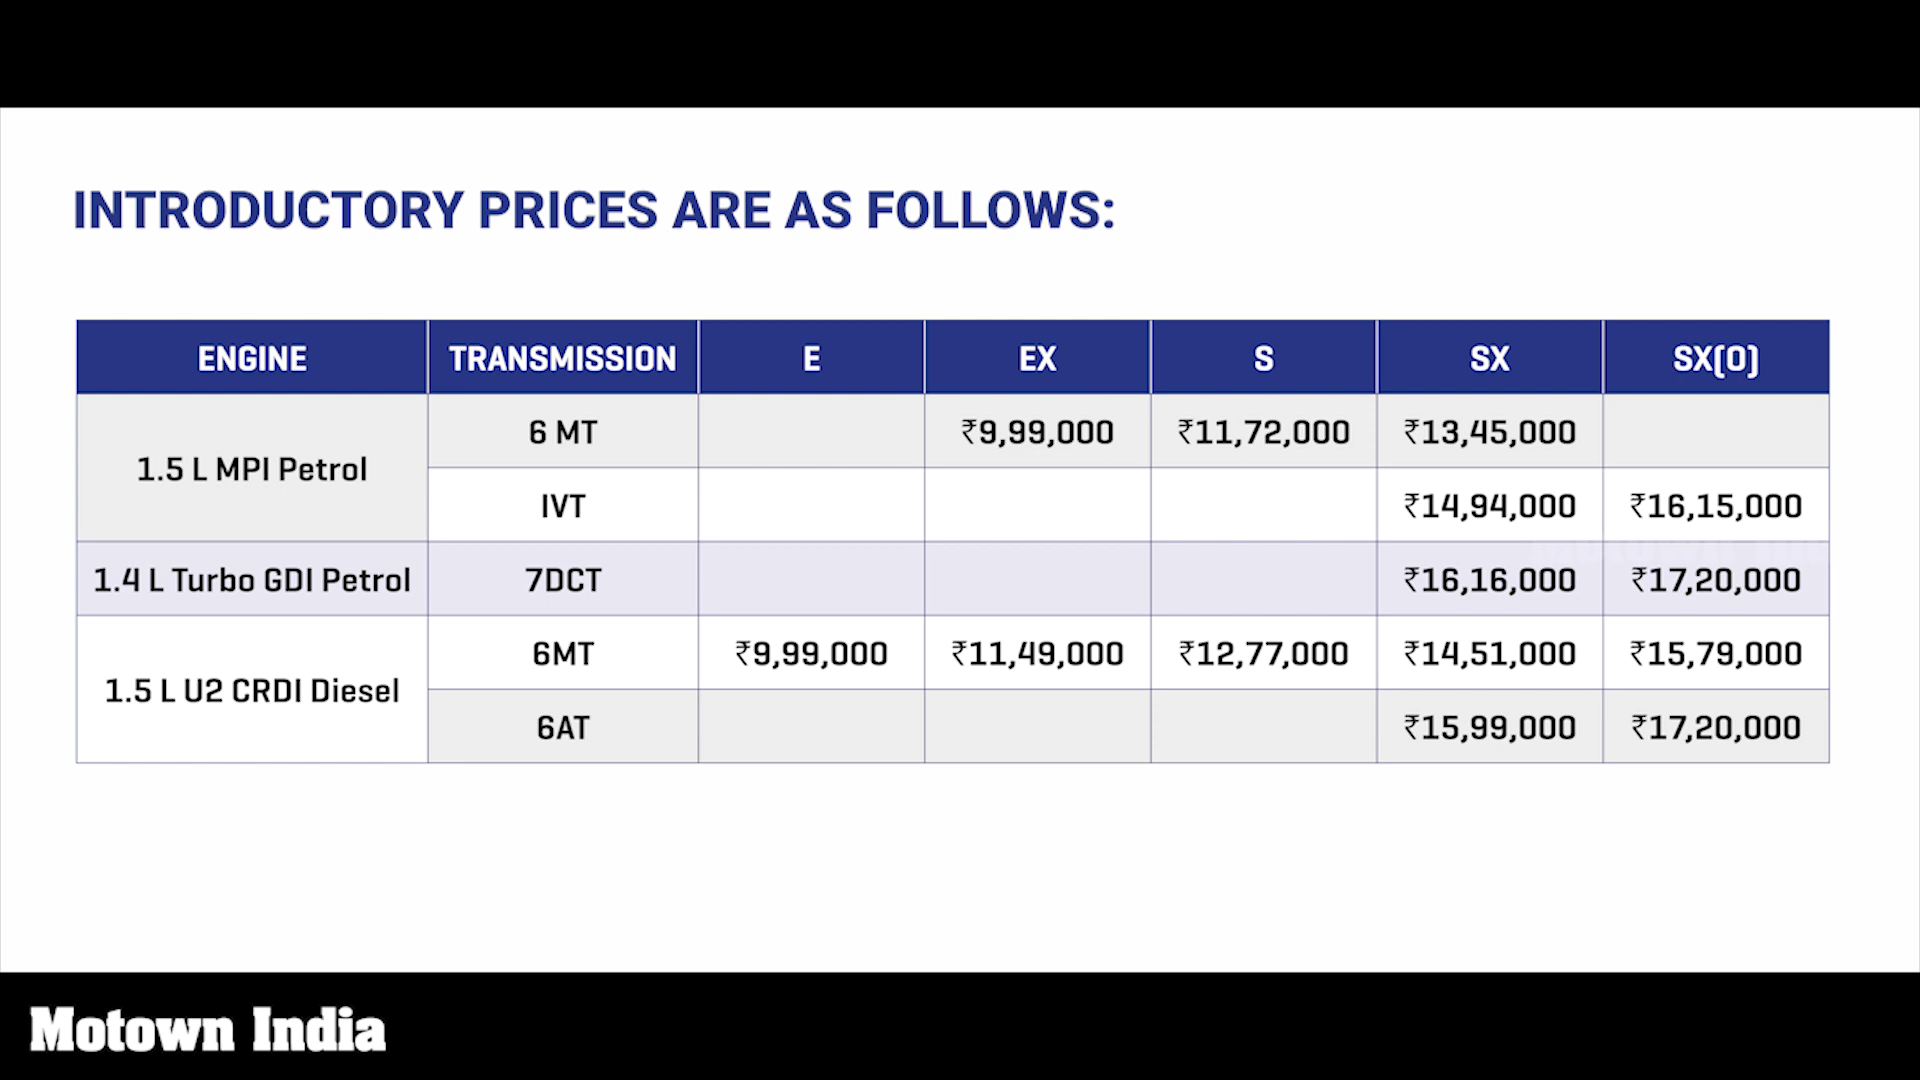 INTRODUCTORY PRICES ARE AS FOLLOWS:
ENGINE TRANSMISSION E EX S SX SX(O)
1.5 L MPI Petrol 6 MT ₹9,99,000 ₹11,72,000 ₹13,45,000
IVT ₹14,94,000 ₹16,15,000
1.4 L Turbo GDI Petrol 7DCT ₹16,16,000 ₹17,20,000
1.5 L U2 CRDI Diesel 6MT ₹9,99,000 ₹11,49,000 ₹12,77,000 ₹14,51,000 ₹15,79,000
6AT ₹15,99,000 ₹17,20,000
Motown India